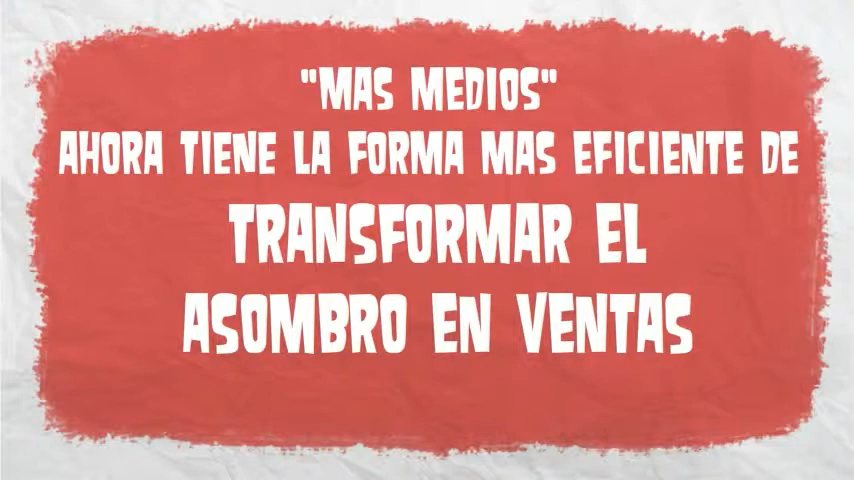 "MAS MEDIOS"
AHORA TIENE LA FORMA MAS EFICIENTE DE
TRANSFORMAR EL
ASOMBRO EN VENTAS